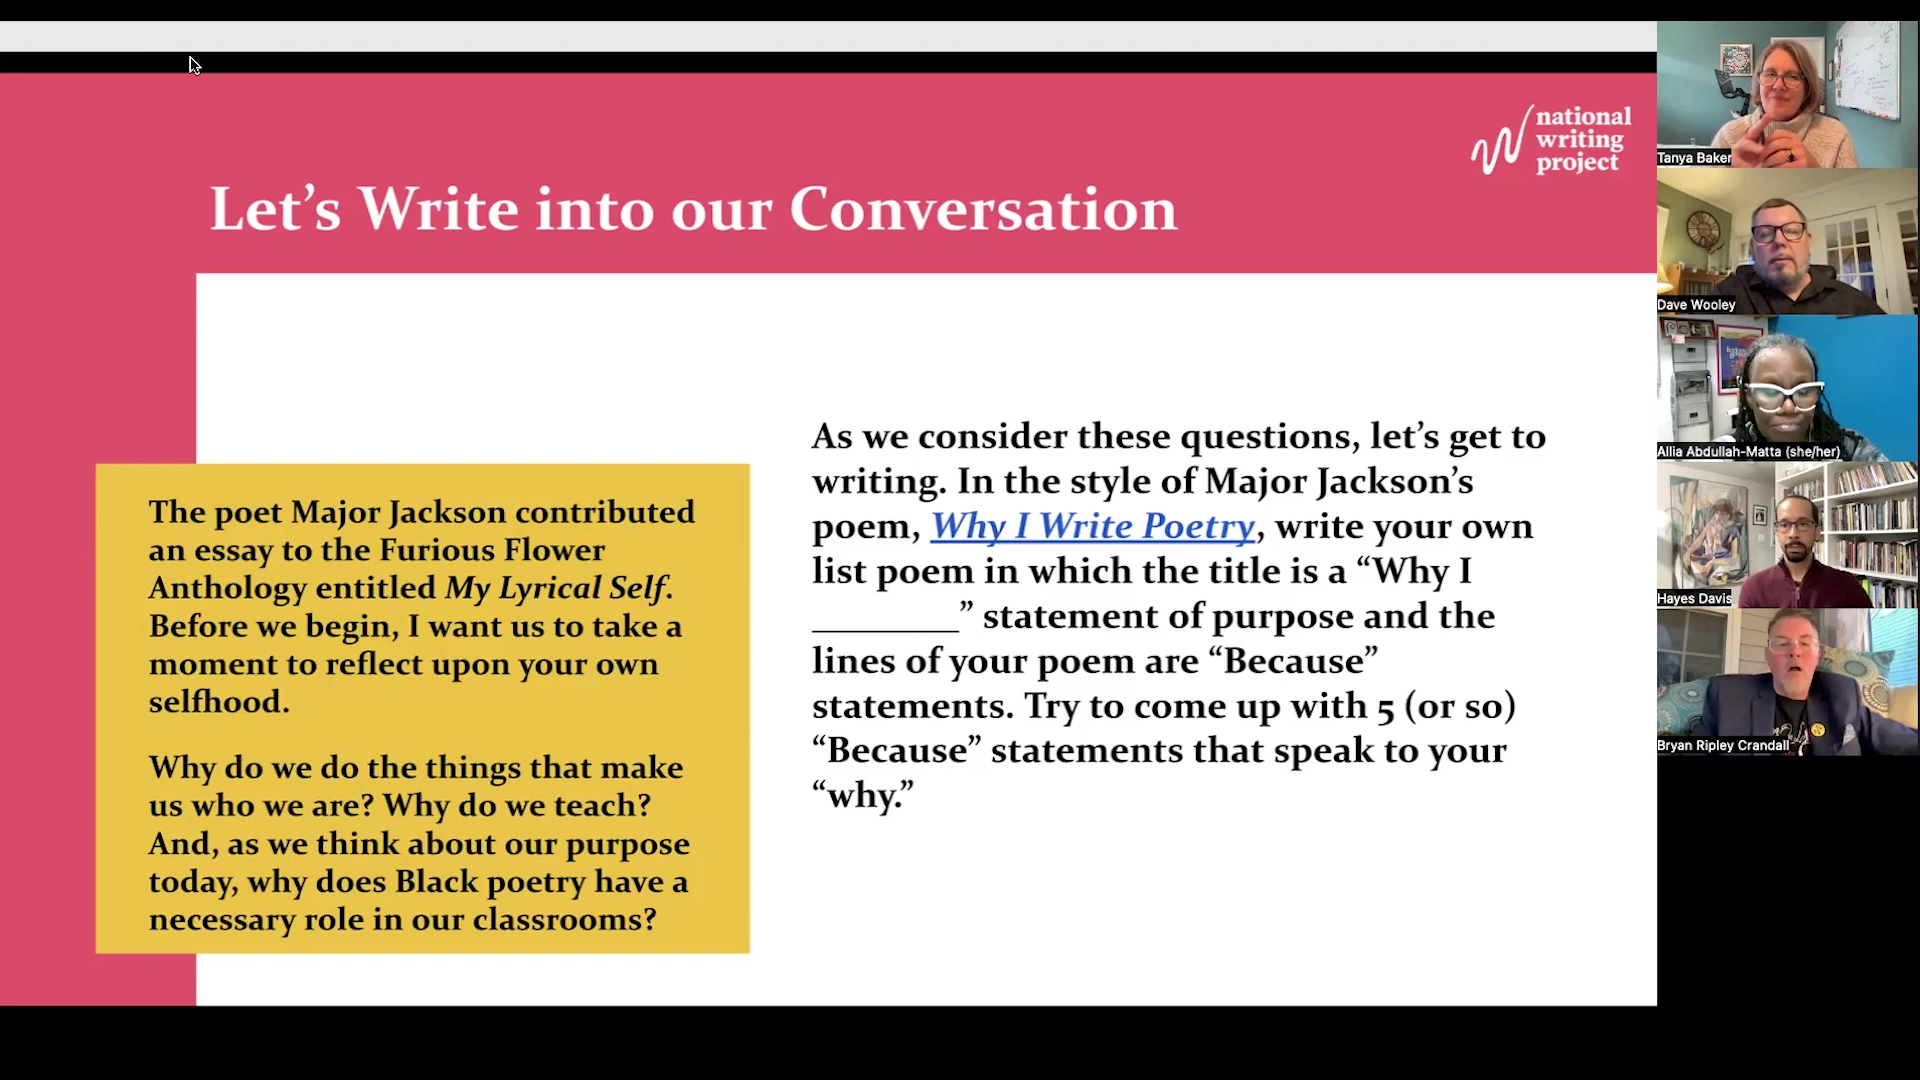 national
writing
project
Let's Write into our Conversation
The poet Major Jackson contributed
an essay to the Furious Flower
Anthology entitled My Lyrical Self.
Before we begin, I want us to take a
moment to reflect upon your own
selfhood.
Why do we do the things that make
us who we are? Why do we teach?
And, as we think about our purpose
today, why does Black poetry have a
necessary role in our classrooms?
As we consider these questions, let's get to
writing. In the style of Major Jackson's
poem, Why I Write Poetry, write your own
list poem in which the title is a “Why I
_________” statement of purpose and the
lines of your poem are “Because”
statements. Try to come up with 5 (or so)
“Because” statements that speak to your
“why.”
Tanya Baker
Dave Wooley
Allia Abdullah-Matta (she/her)
Hayes Davis
Bryan Ripley Crandall